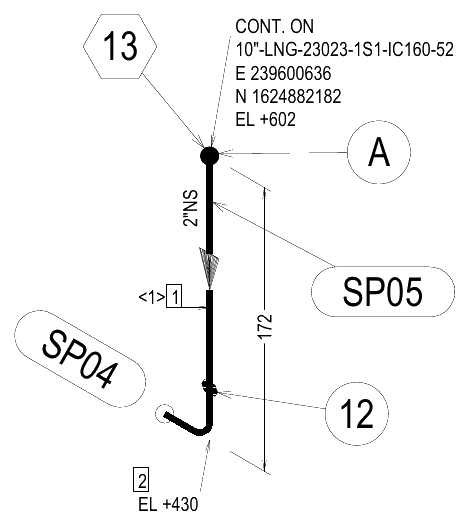 13
CONT. ON
10"-LNG-23023-1S1-IC160-52
E 239600636
N 1624882182
EL +602
A
2"NS
SP05
<1> 1
172
SP04
12
2
EL +430